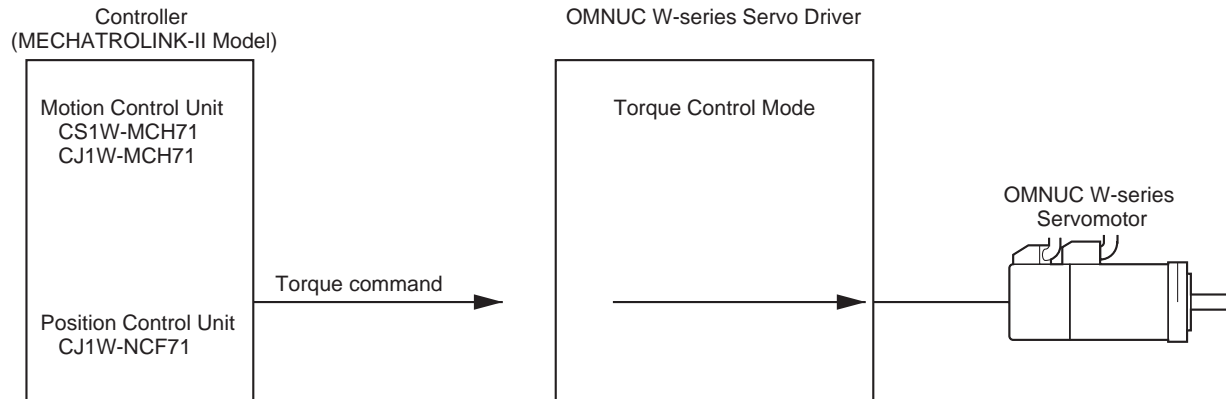 Controller
(MECHATROLINK-II Model)
OMNUC W-series Servo Driver
Motion Control Unit
CS1W-MCH71
CJ1W-MCH71
Torque Control Mode
OMNUC W-series
Servomotor
Torque command
Position Control Unit
CJ1W-NCF71